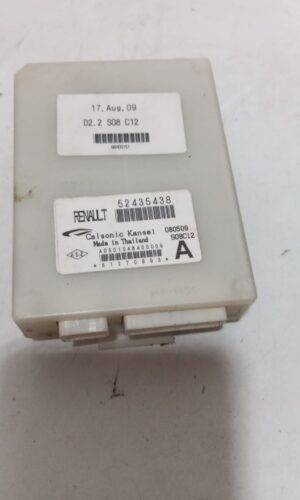 17, Aug, 09
D2.2 S08 C12
RENAULT 52435438
Calsonic Kansei 080509
Made in Thailand S08C12
A